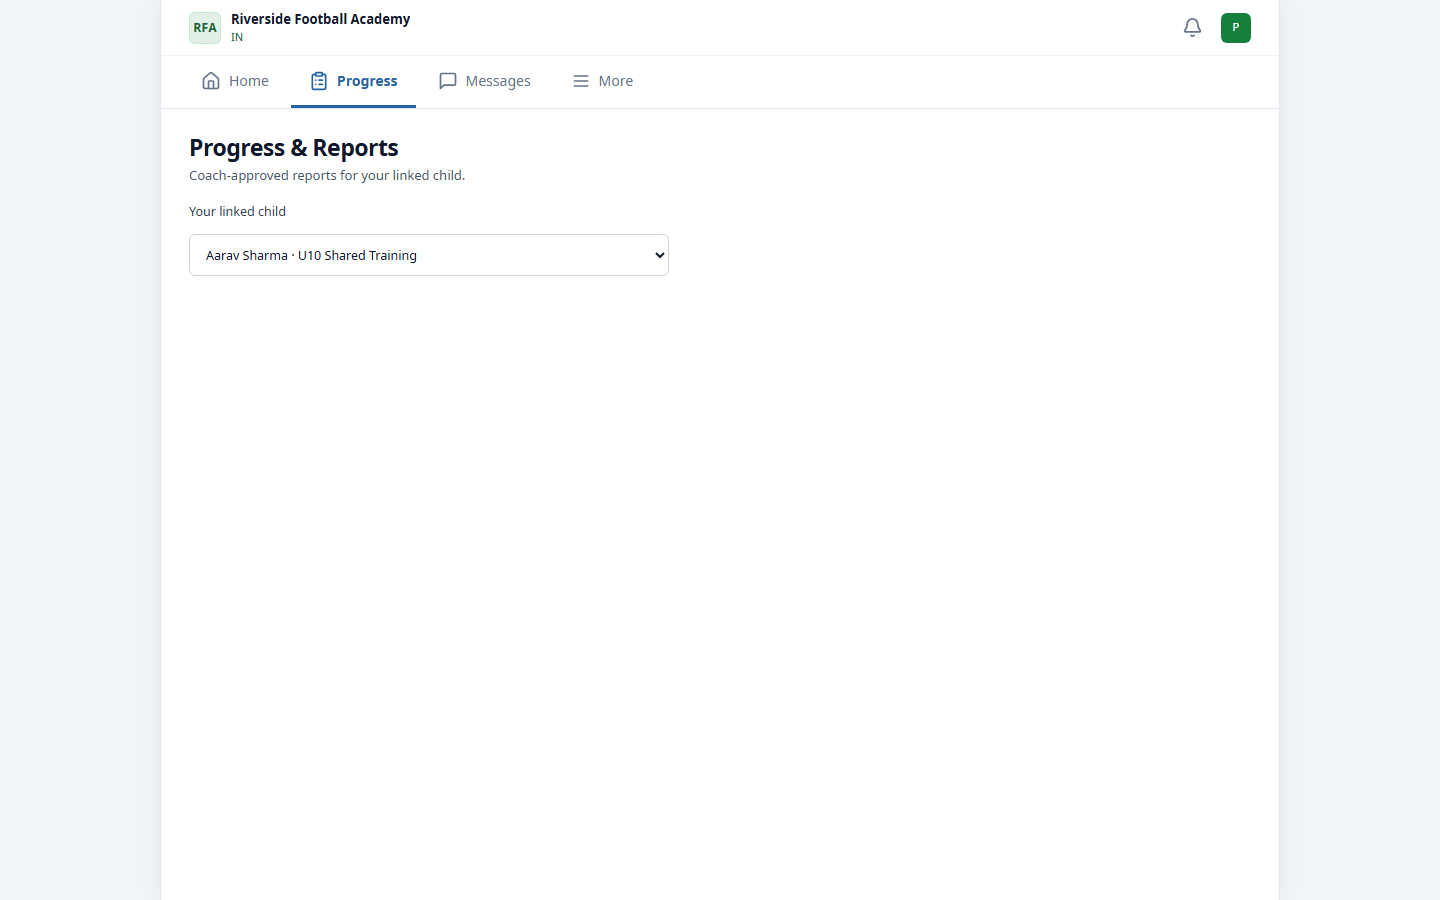 RFA
Riverside Football Academy
IN
P
Home
Progress
Messages
More
Progress & Reports
Coach-approved reports for your linked child.
Your linked child
Aarav Sharma · U10 Shared Training